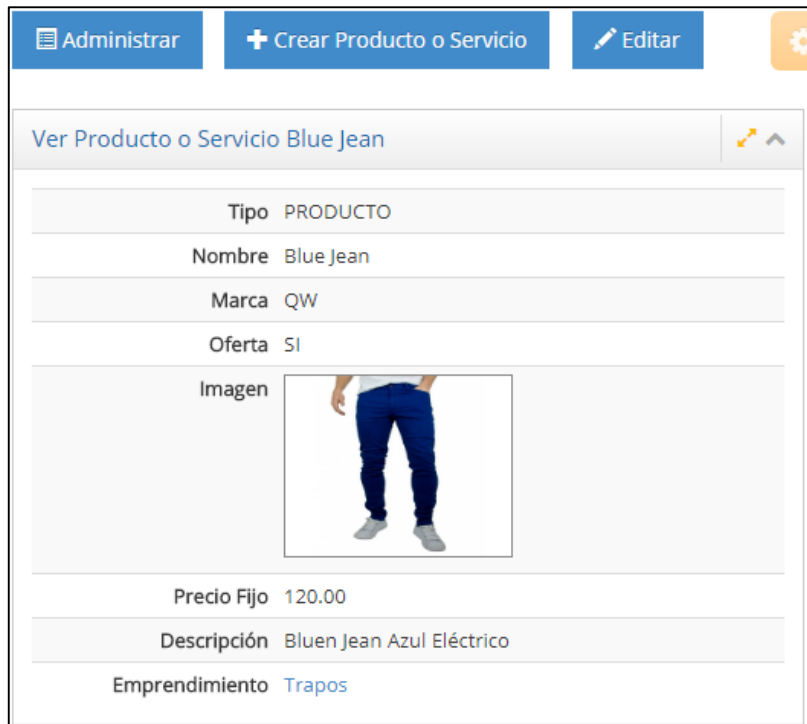 Administrar
Crear Producto o Servicio
Editar
Ver Producto o Servicio Blue Jean
Tipo PRODUCTO
Nombre Blue Jean
Marca QW
Oferta SI
Imagen
Precio Fijo 120.00
Descripción Bluen Jean Azul Eléctrico
Emprendimiento Trapos